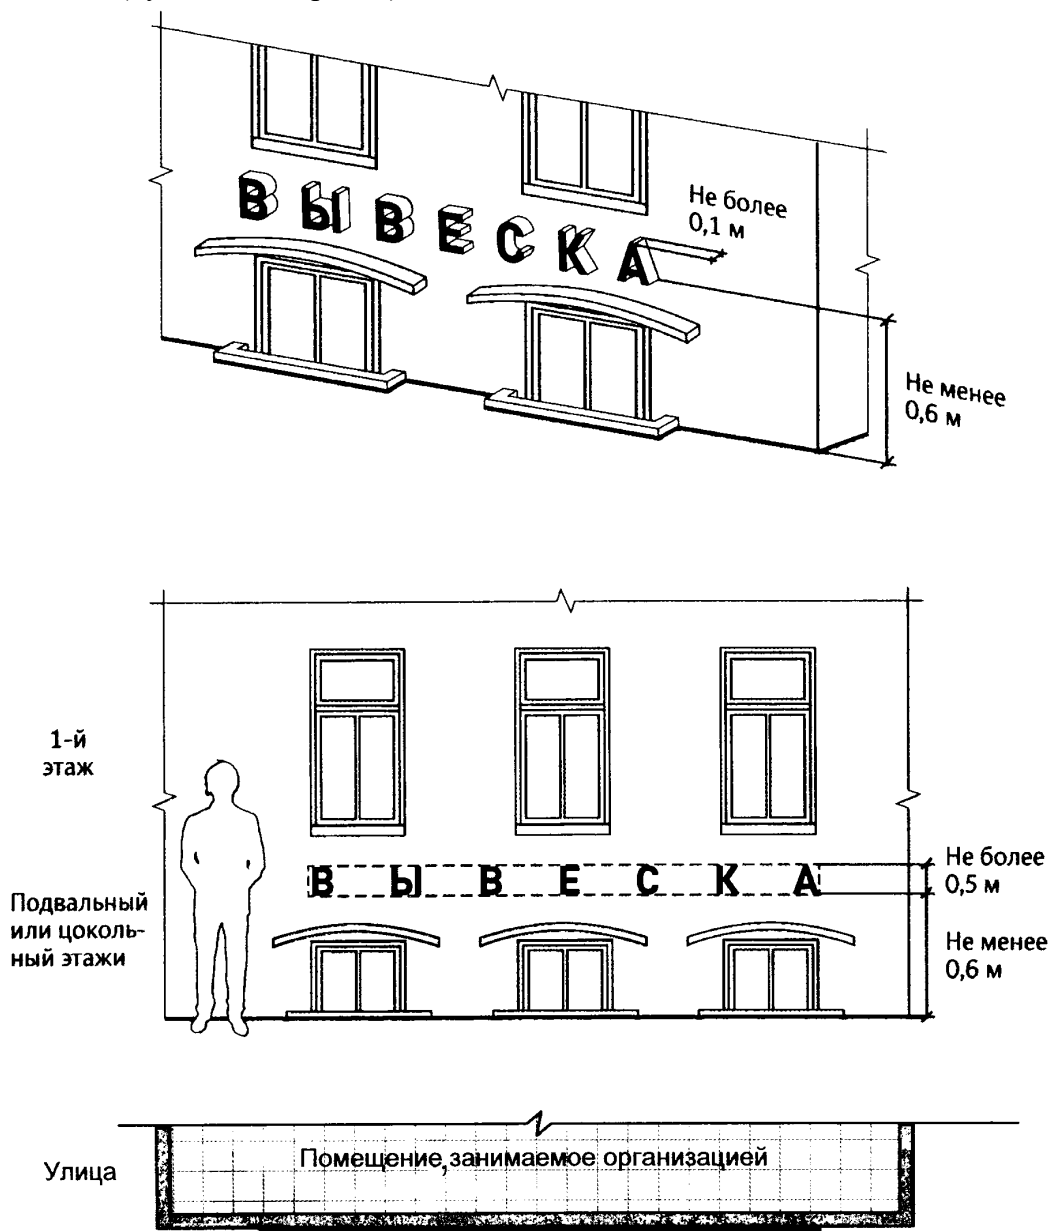 ВЫВЕСКА
Не более
0,1 м
Не менее
0,6 м
1-й
этаж
Подвальный
или цоколь-
ный этажи
ВЫВЕСКА
Не более
0,5 м
Не менее
0,6 м
Улица
Помещение,занимаемое организацией